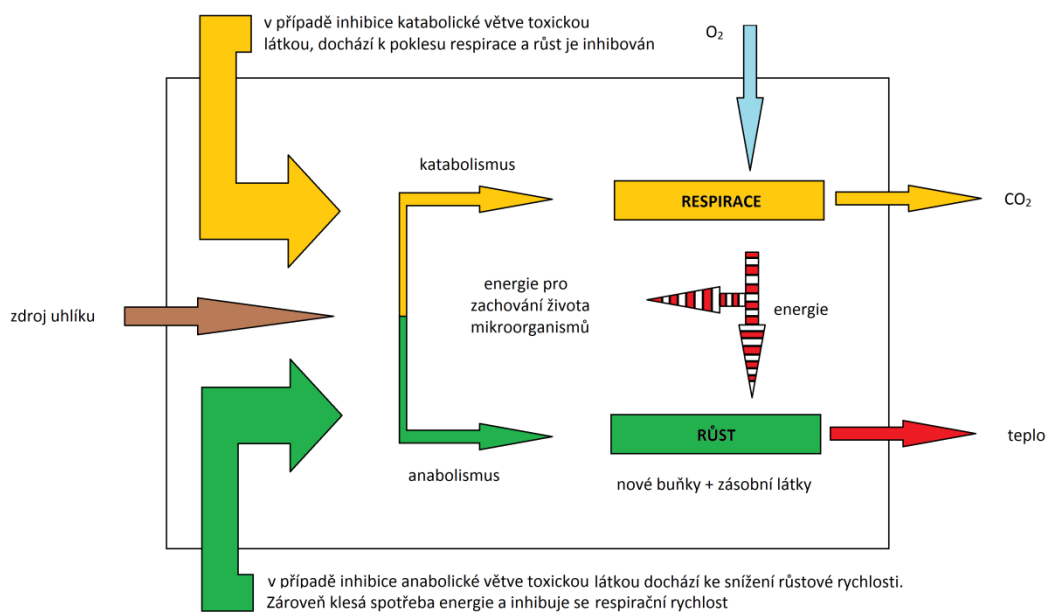 v případě inhibice katabolické větve toxickou
látkou, dochází k poklesu respirace a růst je inhibován
O₂
katabolismus
RESPIRACE
CO₂
energie pro
zachování života
mikroorganismů
energie
zdroj uhlíku
RŮST
teplo
anabolismus
nové buňky + zásobní látky
v případě inhibice anabolické větve toxickou látkou dochází ke snížení růstové rychlosti.
Zároveň klesá spotřeba energie a inhibuje se respirační rychlost